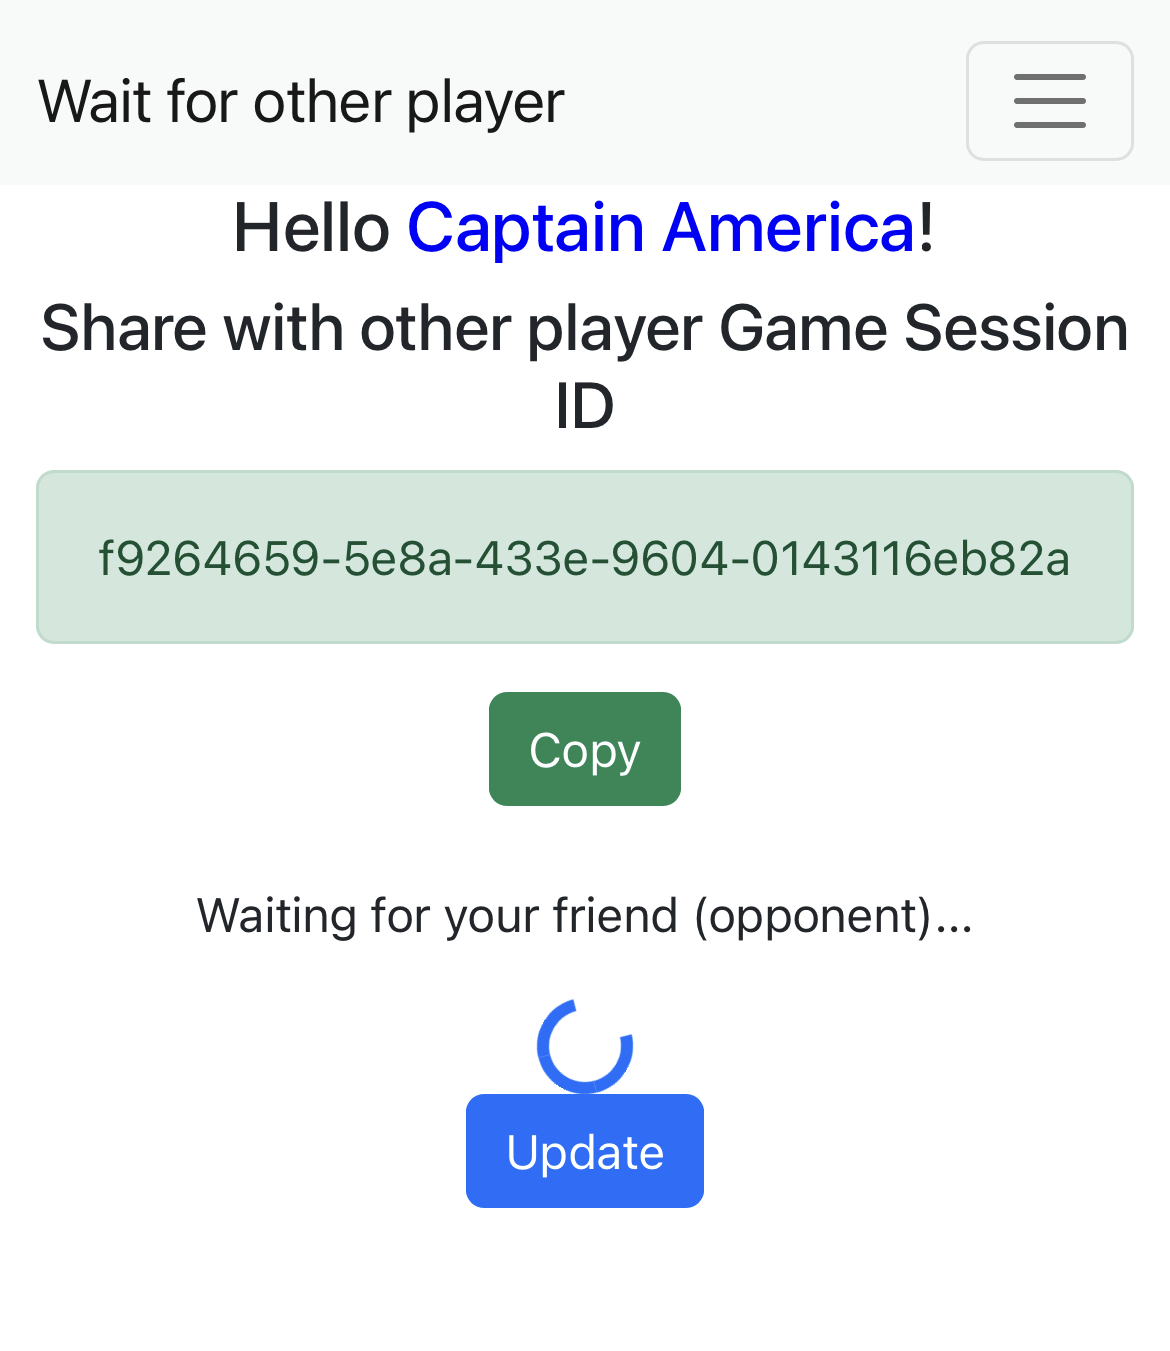 Wait for other player
Hello Captain America!
Share with other player Game Session
ID
f9264659-5e8a-433e-9604-0143116eb82a
Copy
Waiting for your friend (opponent)...
Update